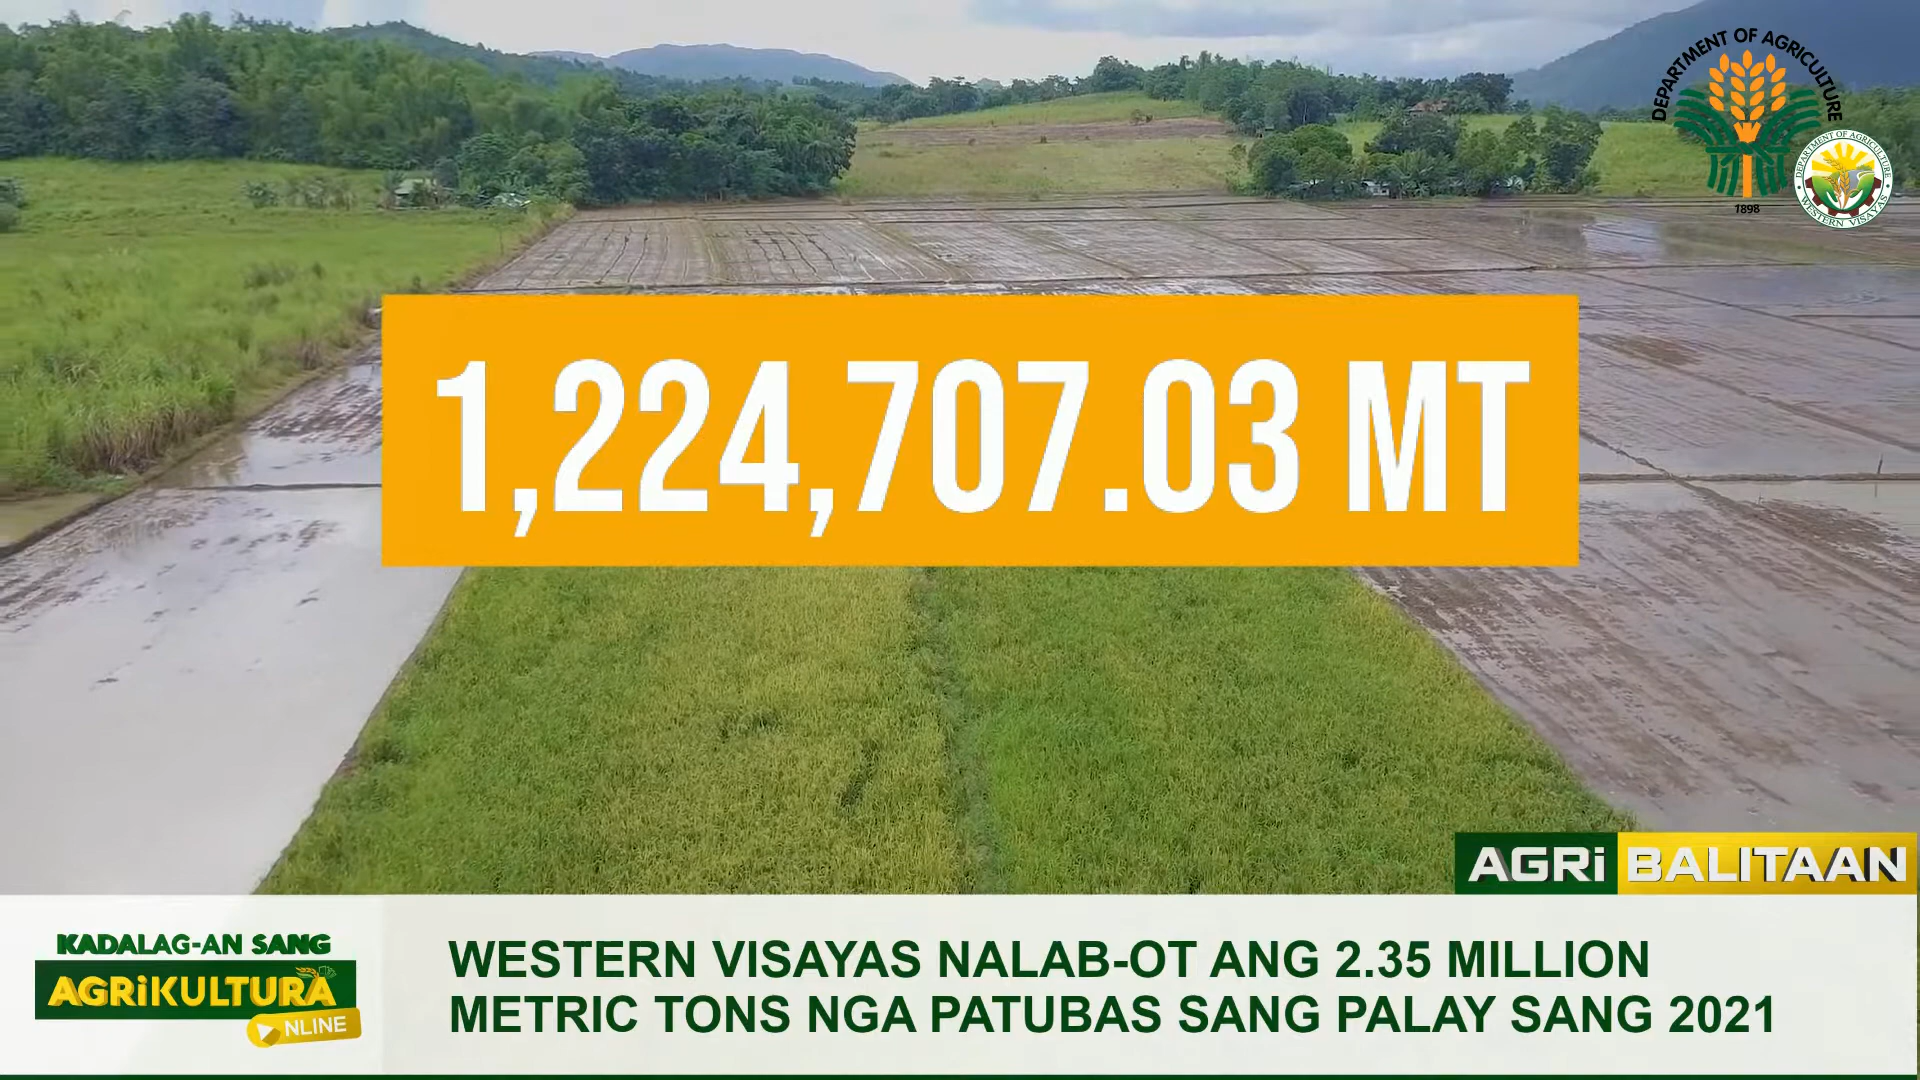 DEPARTMENT OF AGRICULTURE
1898
DEPARTMENT OF AGRICULTURE
WESTERN VISAYAS
1,224,707.03 MT
AGRi BALITAAN
KADALAG-AN SANG
AGRiKULTURA
NLINE
WESTERN VISAYAS NALAB-OT ANG 2.35 MILLION
METRIC TONS NGA PATUBAS SANG PALAY SANG 2021